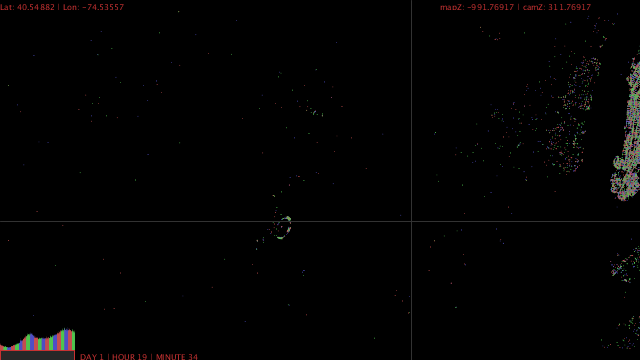 Lat: 40.54882 | Lon: -74.53557
mapZ: -991.76917 | camZ: 311.76917
DAY 1 | HOUR 19 | MINUTE 34